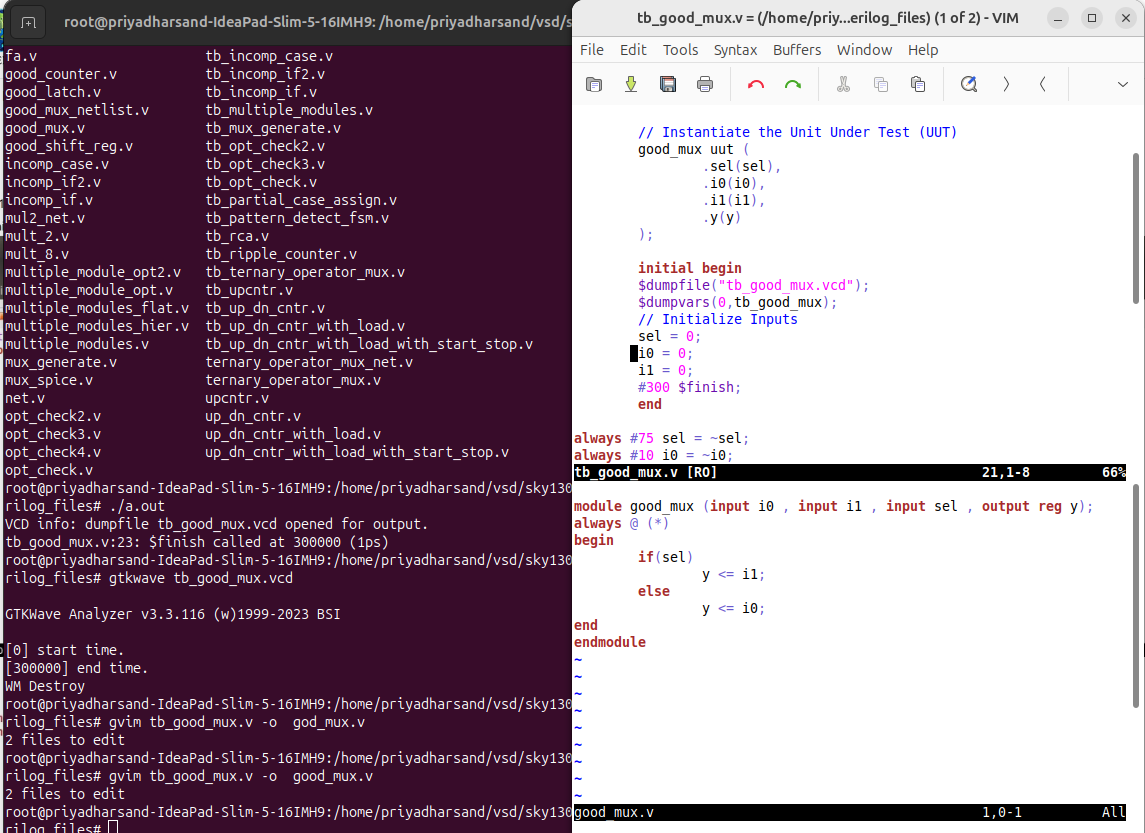 root@priyadharsand-IdeaPad-Slim-5-16IMH9: /home/priyadharsand/vsd/s
fa.v tb_incomp_case.v
good_counter.v tb_incomp_if2.v
good_latch.v tb_incomp_if.v
good_mux_netlist.v tb_multiple_modules.v
good_mux.v tb_mux_generate.v
good_shift_reg.v tb_opt_check2.v
incomp_case.v tb_opt_check3.v
incomp_if2.v tb_opt_check.v
incomp_if.v tb_partial_case_assign.v
mul2_net.v tb_pattern_detect_fsm.v
mult_2.v tb_rca.v
mult_8.v tb_ripple_counter.v
multiple_module_opt2.v tb_ternary_operator_mux.v
multiple_module_opt.v tb_upcntr.v
multiple_modules_flat.v tb_up_dn_cntr.v
multiple_modules_hier.v tb_up_dn_cntr_with_load.v
multiple_modules.v tb_up_dn_cntr_with_load_with_start_stop.v
mux_generate.v ternary_operator_mux_net.v
mux_spice.v ternary_operator_mux.v
net.v upcntr.v
opt_check2.v up_dn_cntr.v
opt_check3.v up_dn_cntr_with_load.v
opt_check4.v up_dn_cntr_with_load_with_start_stop.v
opt_check.v
root@priyadharsand-IdeaPad-Slim-5-16IMH9:/home/priyadharsand/vsd/sky130
rilog_files# ./a.out
VCD info: dumpfile tb_good_mux.vcd opened for output.
tb_good_mux.v:23: $finish called at 300000 (1ps)
root@priyadharsand-IdeaPad-Slim-5-16IMH9:/home/priyadharsand/vsd/sky130
rilog_files# gtkwave tb_good_mux.vcd
GTKWave Analyzer v3.3.116 (w)1999-2023 BSI
[0] start time.
[300000] end time.
WM Destroy
root@priyadharsand-IdeaPad-Slim-5-16IMH9:/home/priyadharsand/vsd/sky130
rilog_files# gvim tb_good_mux.v -o  god_mux.v
2 files to edit
root@priyadharsand-IdeaPad-Slim-5-16IMH9:/home/priyadharsand/vsd/sky130
rilog_files# gvim tb_good_mux.v -o  good_mux.v
2 files to edit
root@priyadharsand-IdeaPad-Slim-5-16IMH9:/home/priyadharsand/vsd/sky130
rilog_files#
tb_good_mux.v = (/home/priy...erilog_files) (1 of 2) - VIM
File Edit Tools Syntax Buffers Window Help
// Instantiate the Unit Under Test (UUT)
good_mux uut (
.sel(sel),
.i0(i0),
.i1(i1),
.y(y)
);
initial begin
$dumpfile("tb_good_mux.vcd");
$dumpvars(0,tb_good_mux);
// Initialize Inputs
sel = 0;
i0 = 0;
i1 = 0;
#300 $finish;
end
always #75 sel = ~sel;
always #10 i0 = ~i0;
tb_good_mux.v [RO] 21,1-8 66%
module good_mux (input i0 , input i1 , input sel , output reg y);
always @ (*)
begin
if(sel)
y <= i1;
else
y <= i0;
end
endmodule
~
~
~
~
~
~
~
~
~
good_mux.v 1,0-1 All